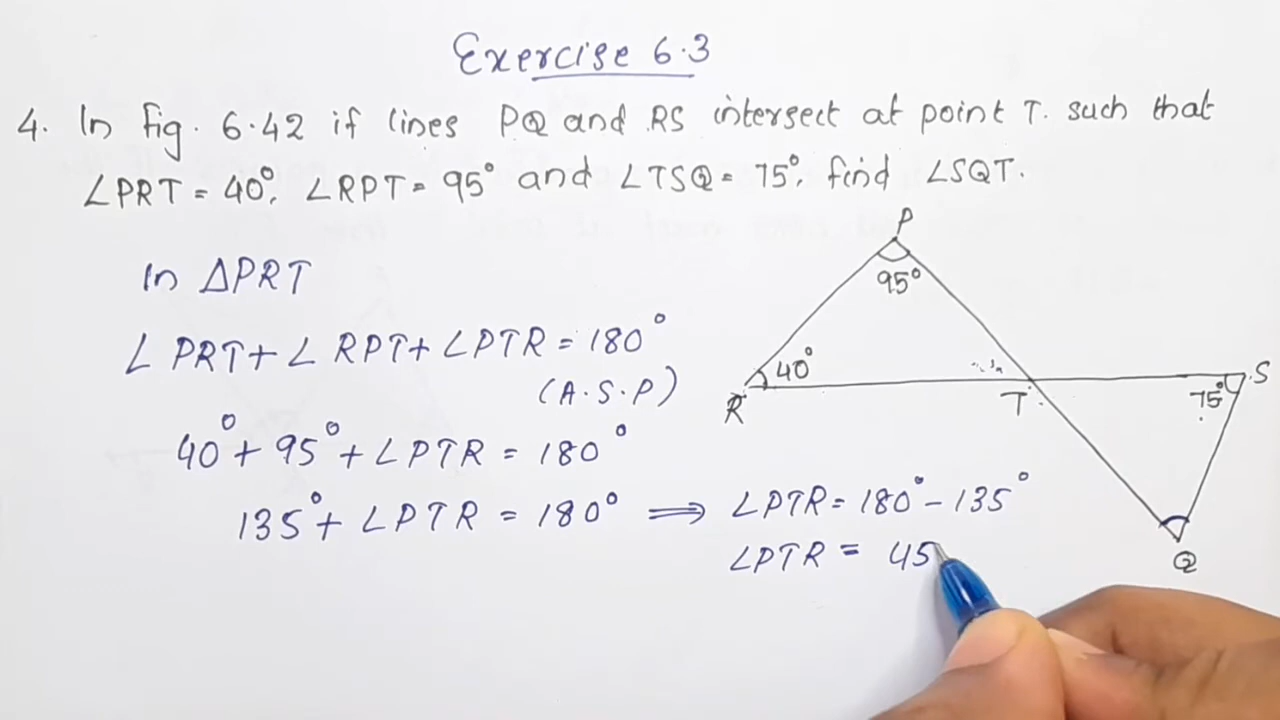 Exercise 6.3
4. In fig. 6.42 if lines PQ and RS intersect at point T. such that
∠PRT = 40°, ∠RPT = 95° and ∠TSQ = 75°, find ∠SQT.
In △PRT
∠PRT + ∠RPT + ∠PTR = 180°
(A.S.P)
40° + 95° + ∠PTR = 180°
135° + ∠PTR = 180° ⟹ ∠PTR = 180° - 135°
∠PTR = 45
P
95°
40°
R
T
S
75°
Q